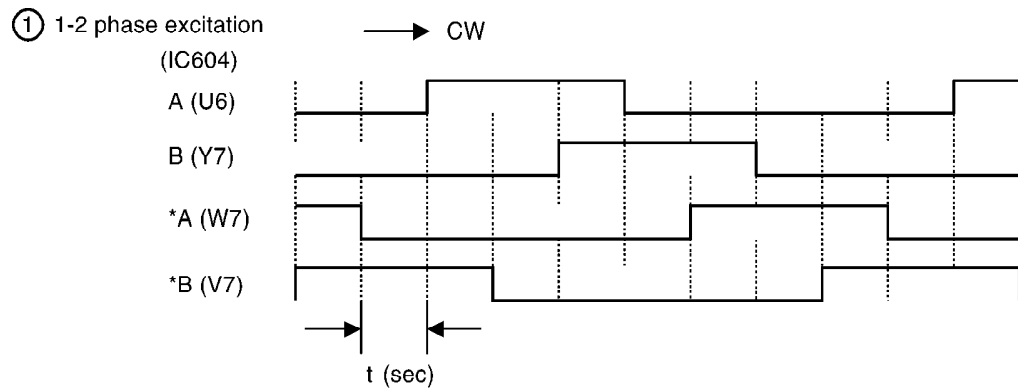 ① 1-2 phase excitation
CW
(IC604)
A (U6)
B (Y7)
*A (W7)
*B (V7)
t (sec)